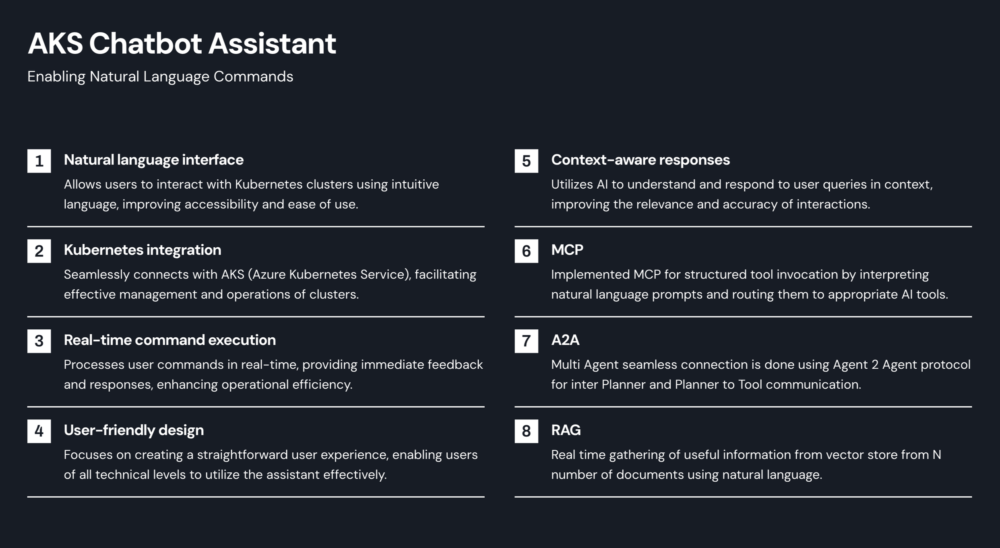 AKS Chatbot Assistant
Enabling Natural Language Commands
1
Natural language interface
Allows users to interact with Kubernetes clusters using intuitive
language, improving accessibility and ease of use.
2
Kubernetes integration
Seamlessly connects with AKS (Azure Kubernetes Service), facilitating
effective management and operations of clusters.
3
Real-time command execution
Processes user commands in real-time, providing immediate feedback
and responses, enhancing operational efficiency.
4
User-friendly design
Focuses on creating a straightforward user experience, enabling users
of all technical levels to utilize the assistant effectively.
5
Context-aware responses
Utilizes AI to understand and respond to user queries in context,
improving the relevance and accuracy of interactions.
6
MCP
Implemented MCP for structured tool invocation by interpreting
natural language prompts and routing them to appropriate AI tools.
7
A2A
Multi Agent seamless connection is done using Agent 2 Agent protocol
for inter Planner and Planner to Tool communication.
8
RAG
Real time gathering of useful information from vector store from N
number of documents using natural language.